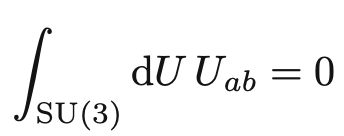 ∫_{SU(3)} dU U_{ab} = 0